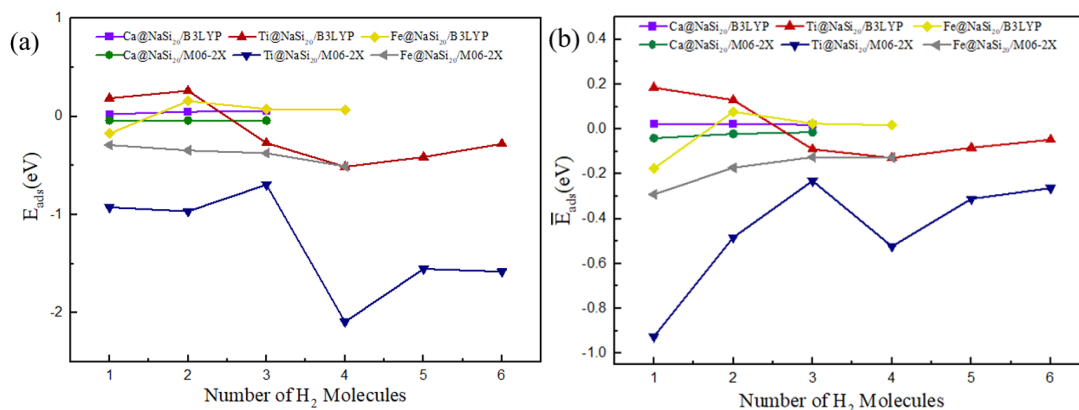 (a)
Ca@NaSi₂₀/B3LYP Ti@NaSi₂₀/B3LYP Fe@NaSi₂₀/B3LYP
Ca@NaSi₂₀/M06-2X Ti@NaSi₂₀/M06-2X Fe@NaSi₂₀/M06-2X
1
0
-1
-2
E_ads(eV)
1 2 3 4 5 6
Number of H₂ Molecules
(b)
Ca@NaSi₂₀/B3LYP Ti@NaSi₂₀/B3LYP Fe@NaSi₂₀/B3LYP
Ca@NaSi₂₀/M06-2X Ti@NaSi₂₀/M06-2X Fe@NaSi₂₀/M06-2X
0.4
0.2
0.0
-0.2
-0.4
-0.6
-0.8
-1.0
E̅_ads(eV)
1 2 3 4 5 6
Number of H₂ Molecules